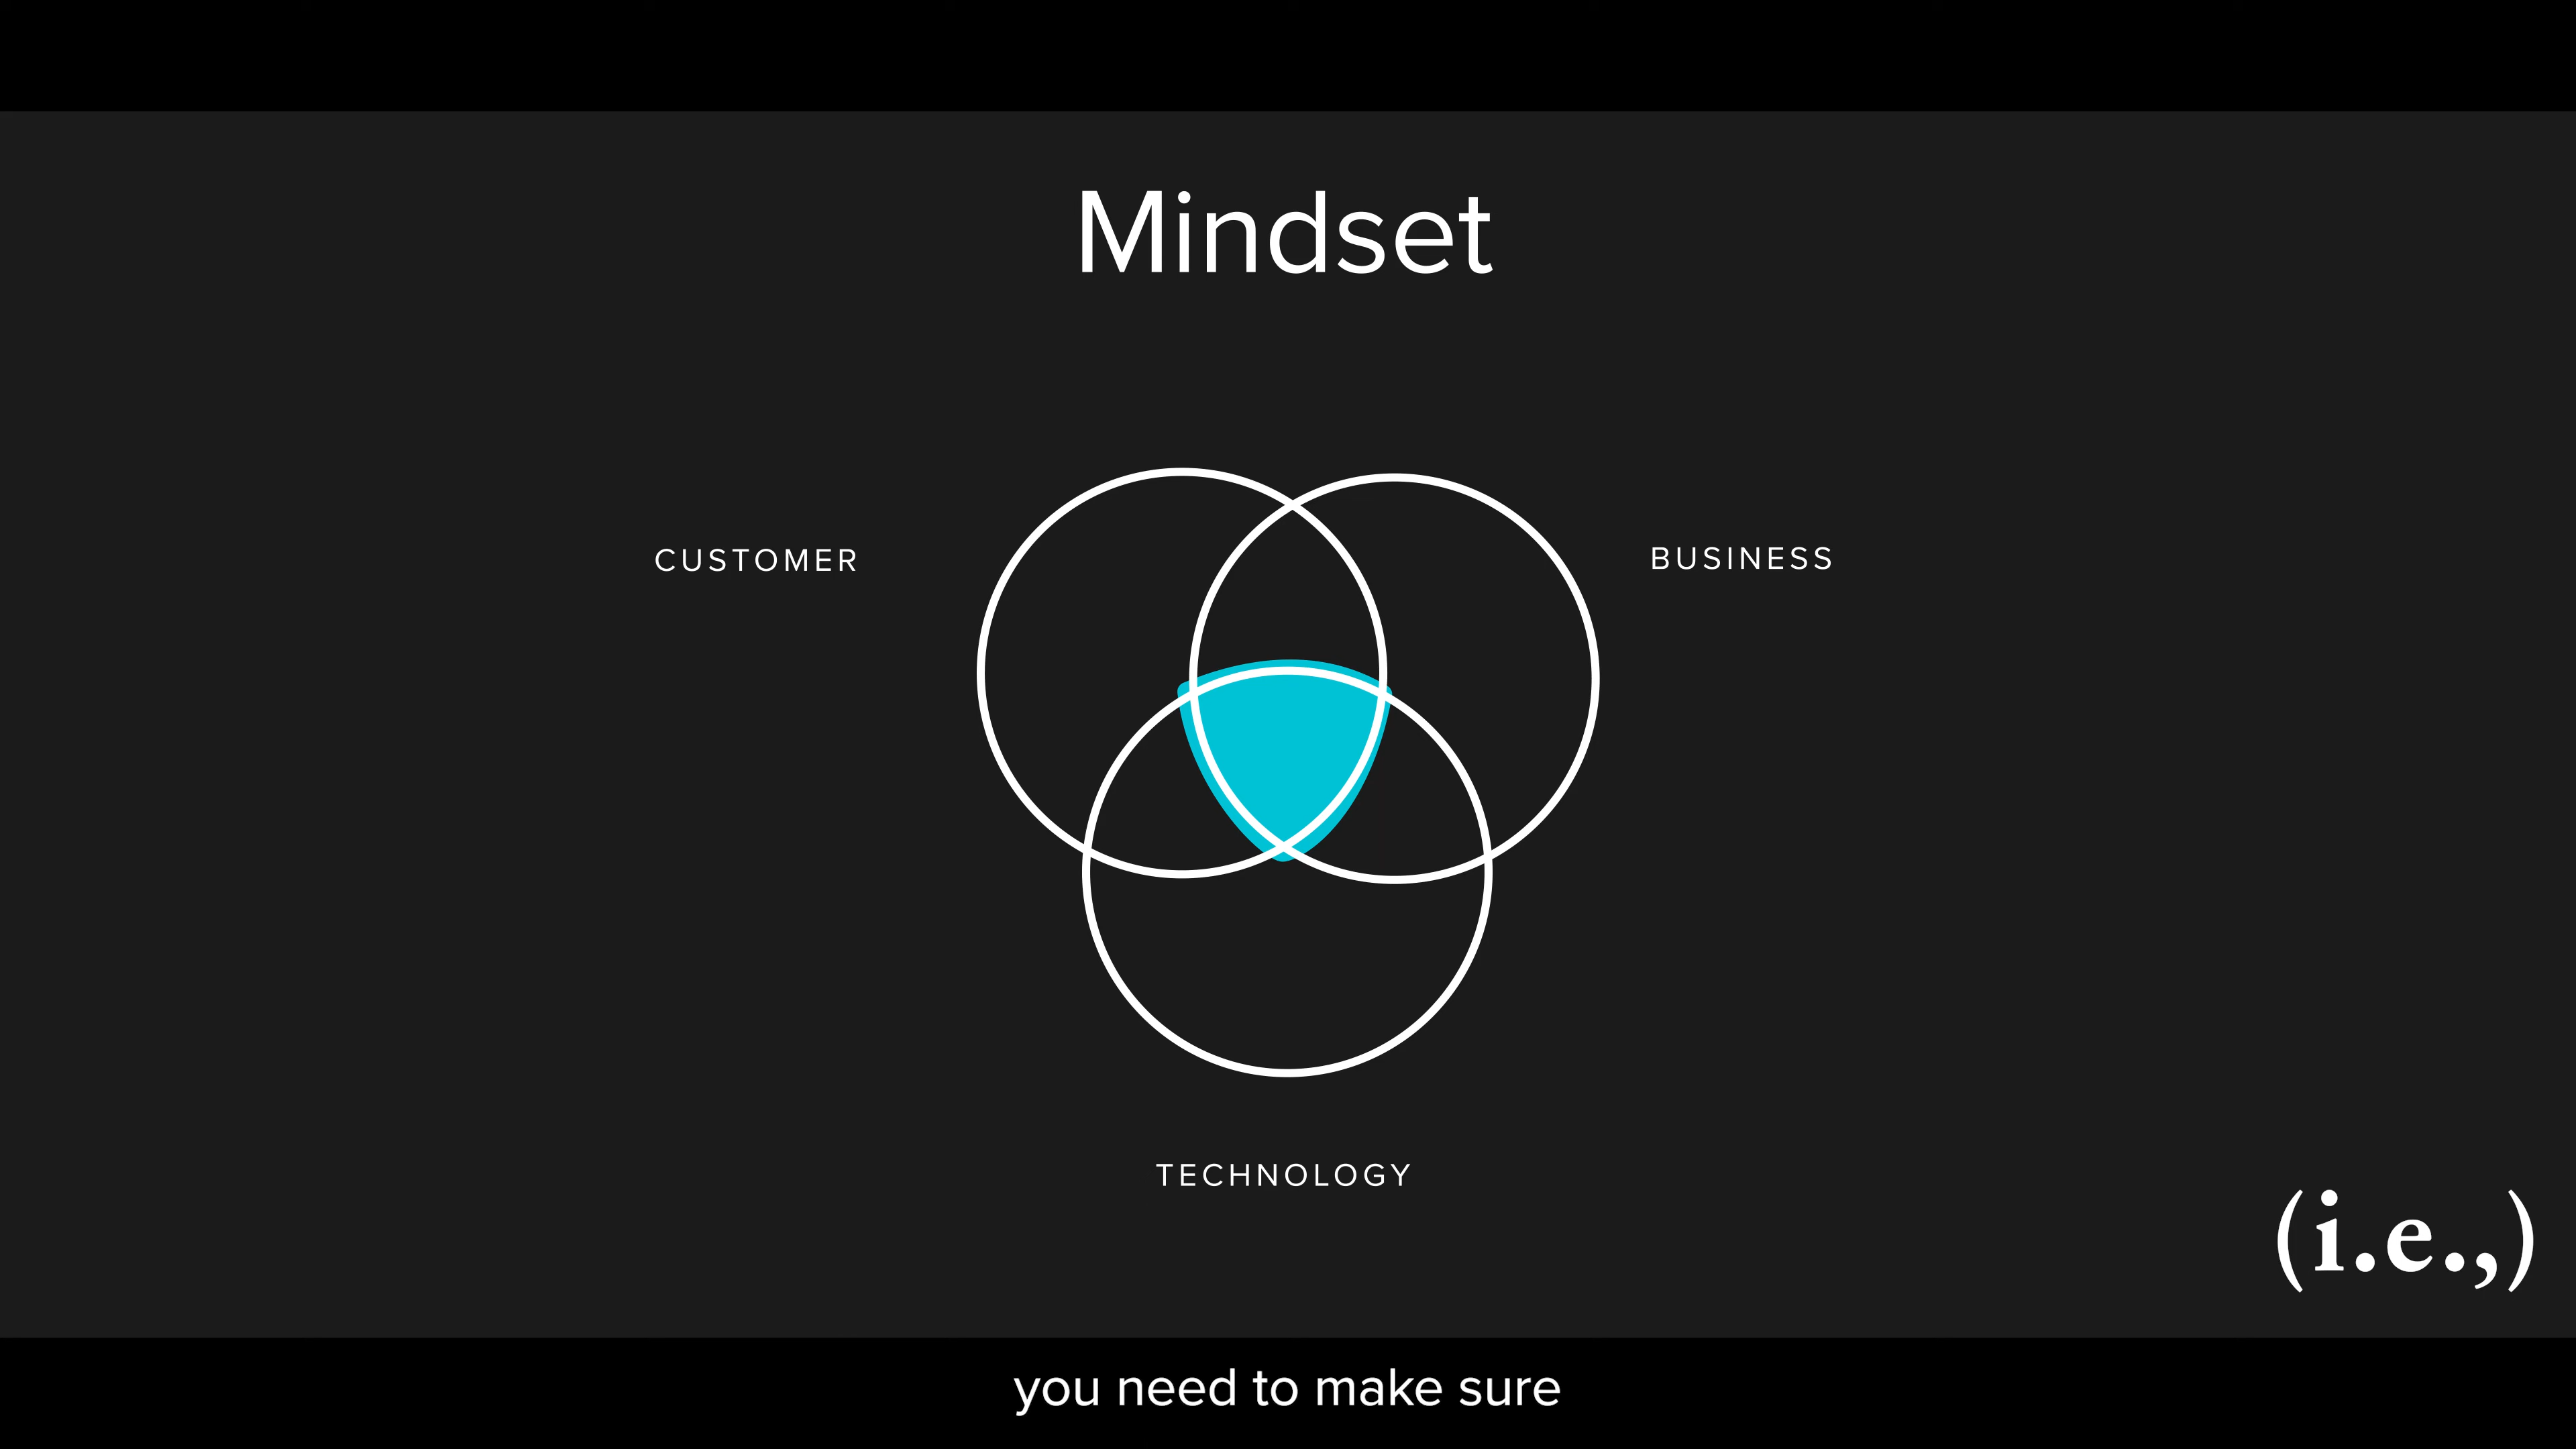 Mindset
CUSTOMER
BUSINESS
TECHNOLOGY
(i.e.,)
you need to make sure